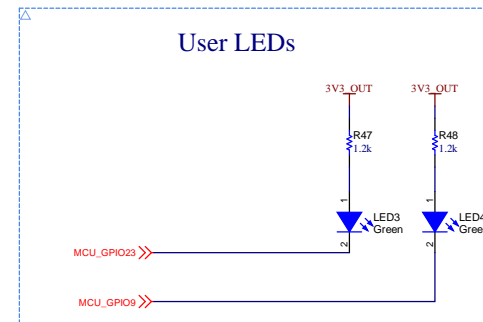 User LEDs
3V3_OUT
3V3_OUT
R47
1.2k
R48
1.2k
1
1
LED3
Green
LED4
Gree
2
2
MCU_GPIO23
MCU_GPIO9